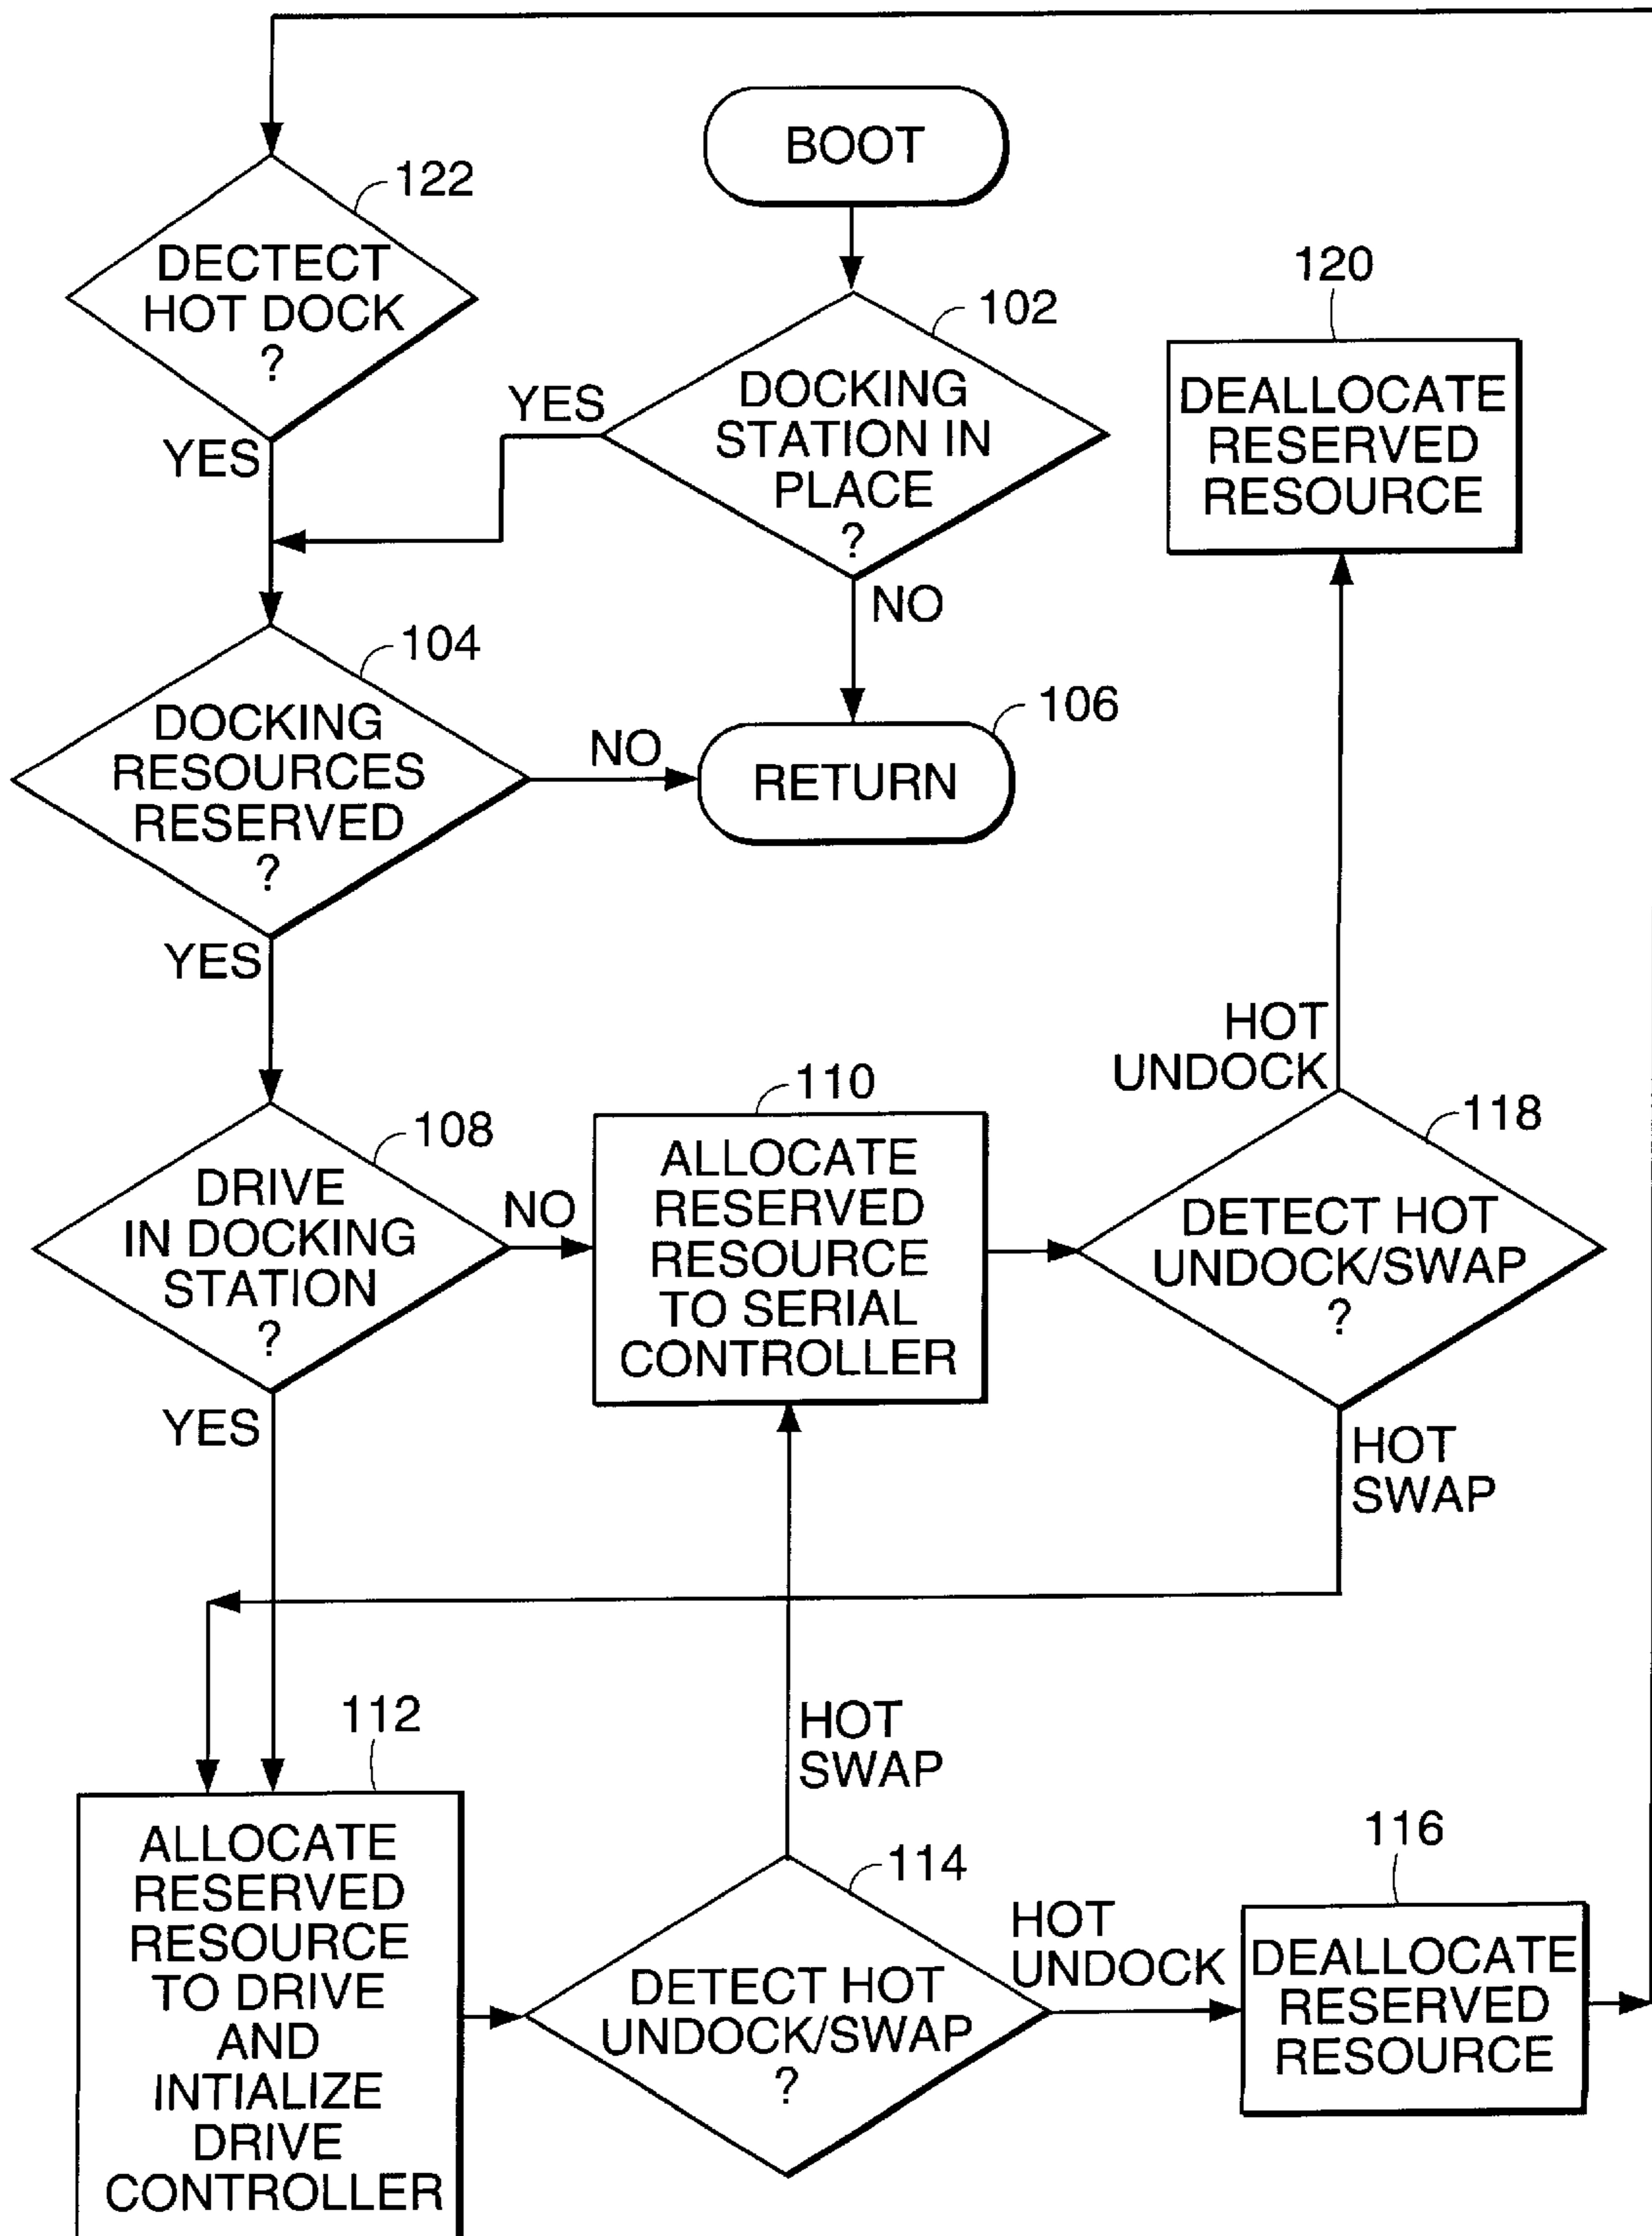 BOOT
122
DECTECT
HOT DOCK
?
YES
102
DOCKING
STATION IN
PLACE
?
YES
NO
120
DEALLOCATE
RESERVED
RESOURCE
104
DOCKING
RESOURCES
RESERVED
?
NO
YES
106
RETURN
108
DRIVE
IN DOCKING
STATION
?
NO
YES
110
ALLOCATE
RESERVED
RESOURCE
TO SERIAL
CONTROLLER
HOT
UNDOCK
118
DETECT HOT
UNDOCK/SWAP
?
HOT
SWAP
112
ALLOCATE
RESERVED
RESOURCE
TO DRIVE
AND
INTIALIZE
DRIVE
CONTROLLER
HOT
SWAP
114
DETECT HOT
UNDOCK/SWAP
?
HOT
UNDOCK
116
DEALLOCATE
RESERVED
RESOURCE